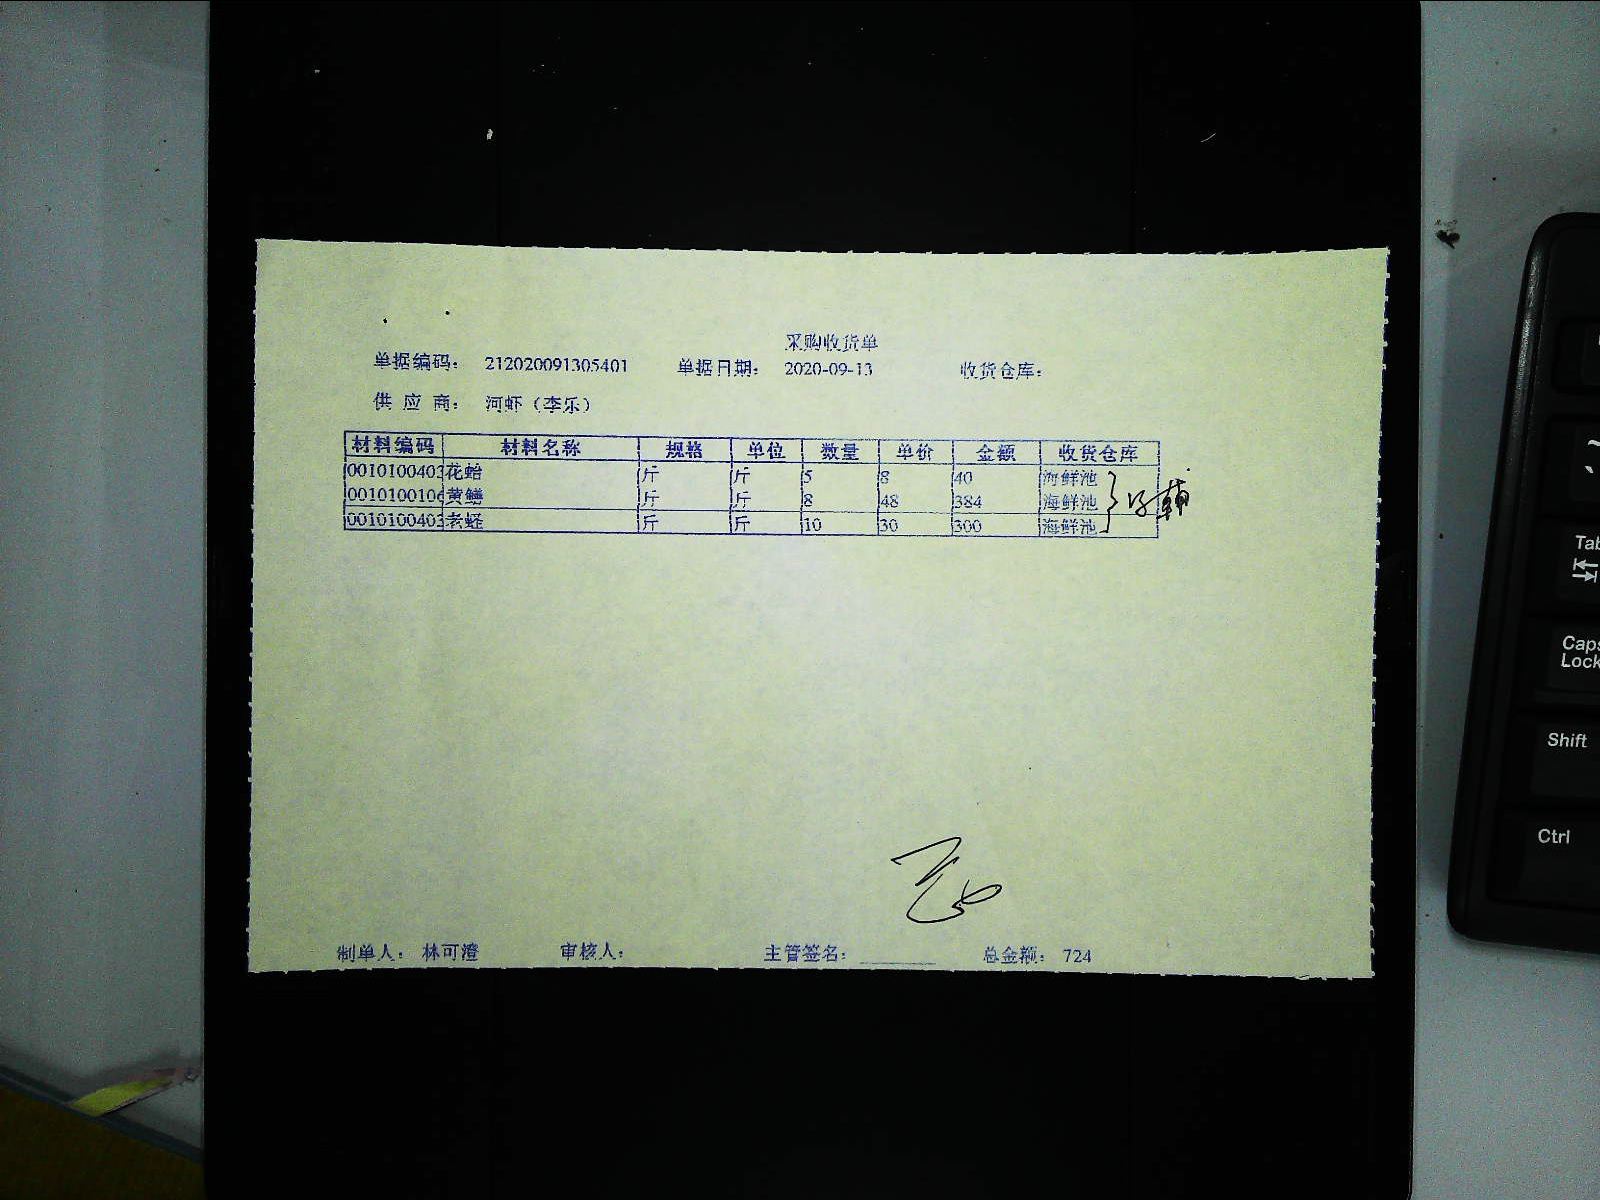 采购收货单
单据编码： 212020091305401 单据日期： 2020-09-13 收货仓库：
供 应 商： 河虾（李乐）
材料编码 材料名称 规格 单位 数量 单价 金额 收货仓库
0010100403 花蛤 斤 斤 5 8 40 海鲜池
0010100106 黄鳝 斤 斤 8 48 384 海鲜池
0010100403 老蛏 斤 斤 10 30 300 海鲜池
制单人： 林可澄 审核人： 主管签名： 总金额： 724
Tab
Caps
Lock
Shift
Ctrl